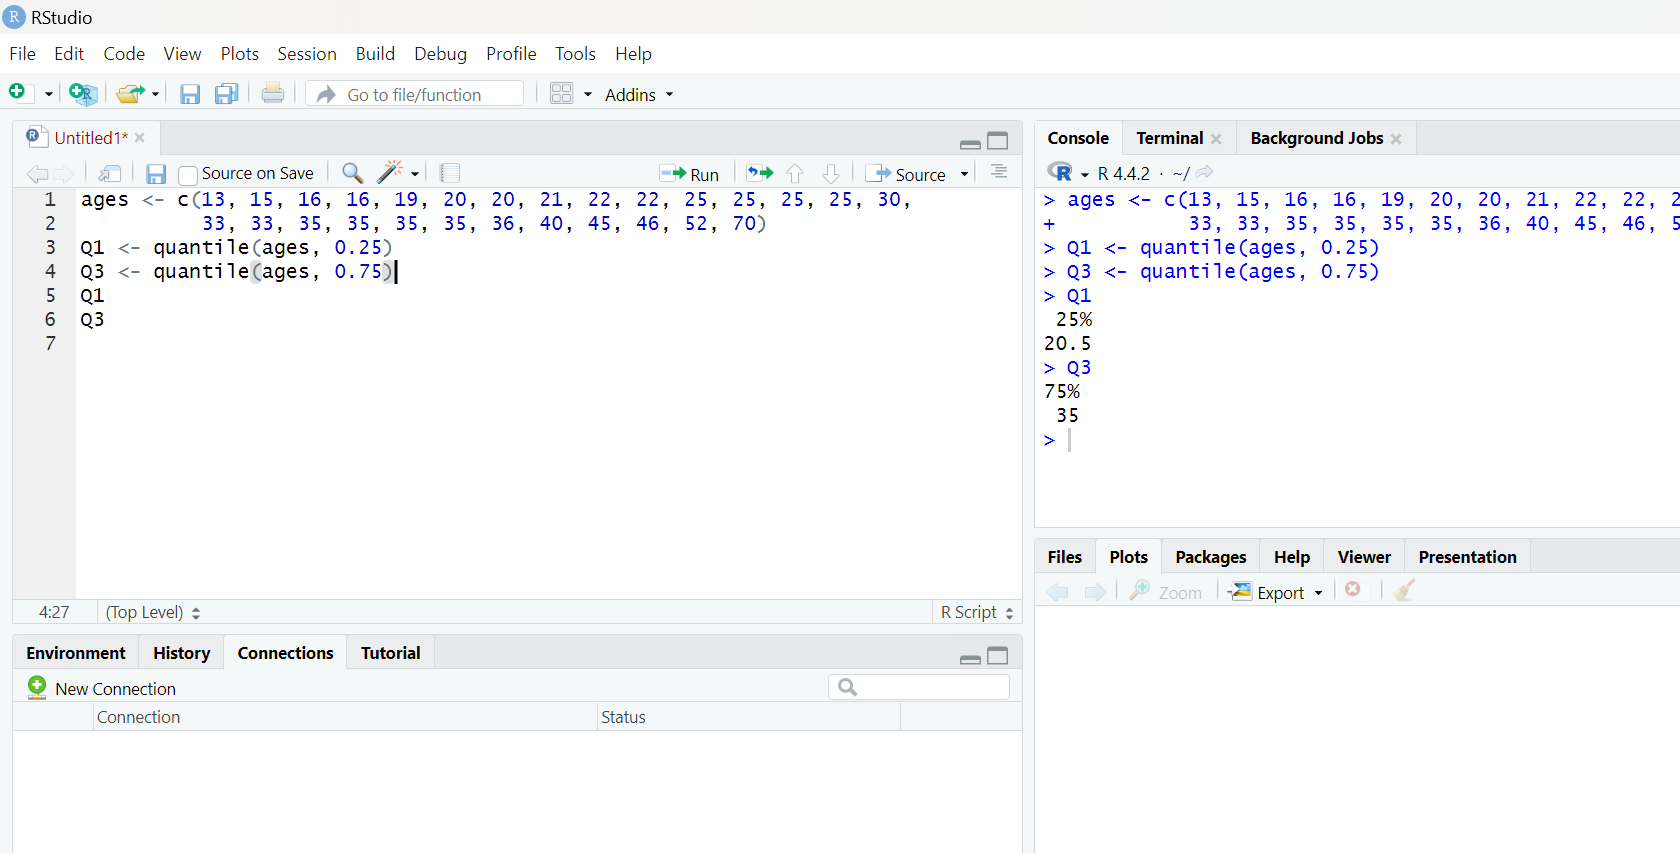 RStudio
File Edit Code View Plots Session Build Debug Profile Tools Help
Go to file/function Addins
Untitled1*
Source on Save Run Source
1 ages <- c(13, 15, 16, 16, 19, 20, 20, 21, 22, 22, 25, 25, 25, 25, 30,
2 33, 33, 35, 35, 35, 35, 36, 40, 45, 46, 52, 70)
3 Q1 <- quantile(ages, 0.25)
4 Q3 <- quantile(ages, 0.75)
5 Q1
6 Q3
7
4:27 (Top Level) R Script
Environment History Connections Tutorial
New Connection
Connection Status
Console Terminal Background Jobs
R 4.4.2 · ~/
> ages <- c(13, 15, 16, 16, 19, 20, 20, 21, 22, 22, 2
+ 33, 33, 35, 35, 35, 35, 36, 40, 45, 46, 5
> Q1 <- quantile(ages, 0.25)
> Q3 <- quantile(ages, 0.75)
> Q1
25%
20.5
> Q3
75%
35
>
Files Plots Packages Help Viewer Presentation
Zoom Export